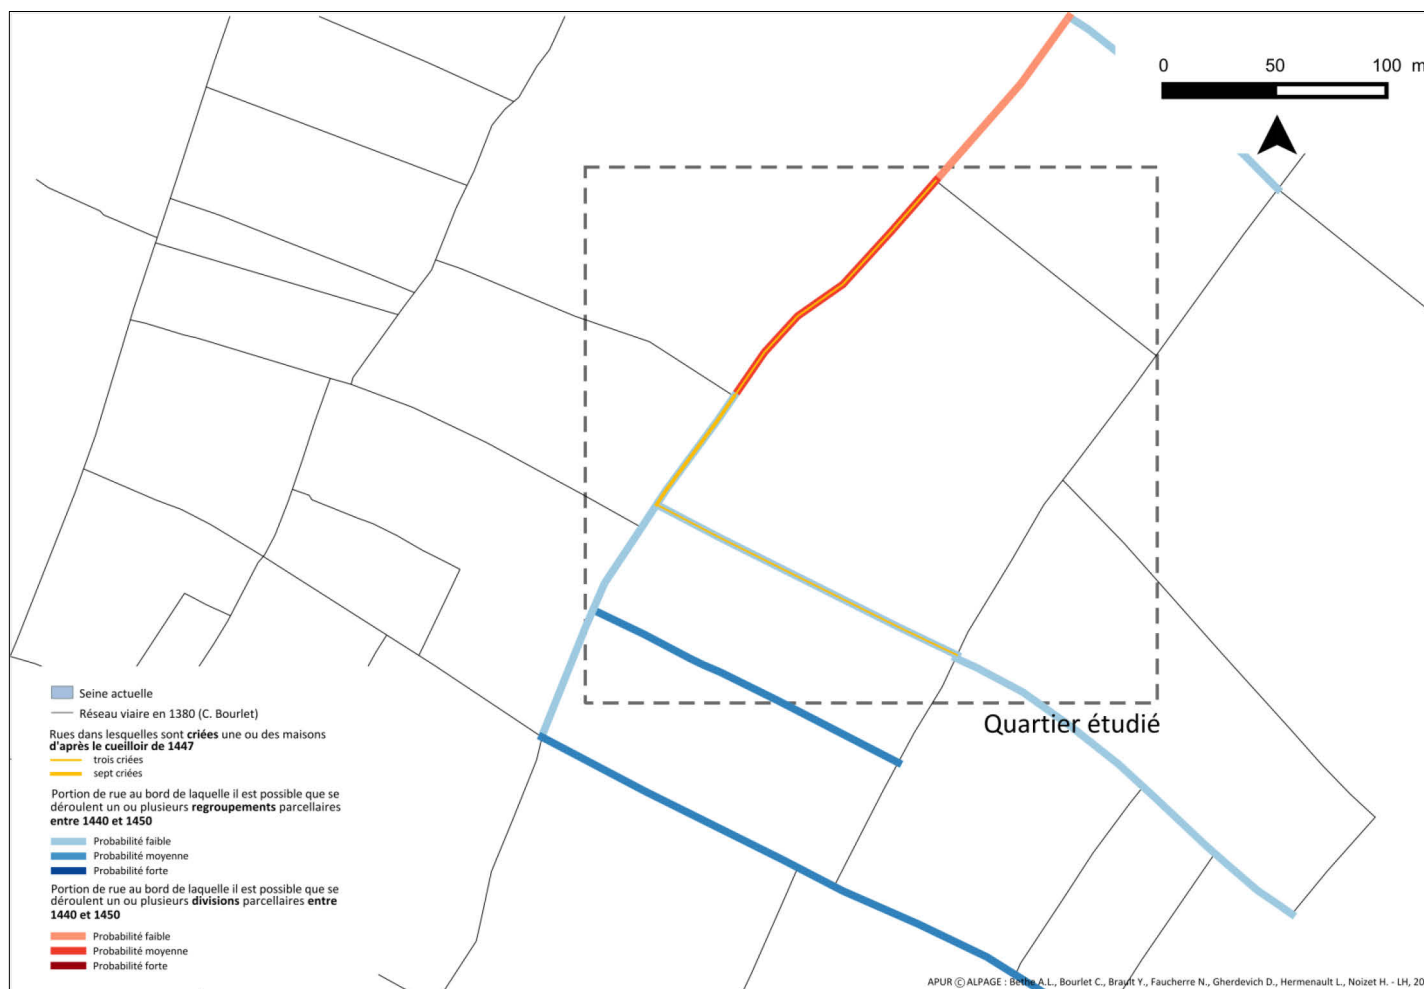 0 50 100 m
Quartier étudié
Seine actuelle
Réseau viaire en 1380 (C. Bourlet)
Rues dans lesquelles sont criées une ou des maisons
d'après le cueilloir de 1447
trois criées
sept criées
Portion de rue au bord de laquelle il est possible que se
déroulent un ou plusieurs regroupements parcellaires
entre 1440 et 1450
Probabilité faible
Probabilité moyenne
Probabilité forte
Portion de rue au bord de laquelle il est possible que se
déroulent un ou plusieurs divisions parcellaires entre
1440 et 1450
Probabilité faible
Probabilité moyenne
Probabilité forte
APUR © ALPAGE : Bethe A.L., Bourlet C., Brault Y., Faucherre N., Gherdevich D., Hermenault L., Noizet H. - LH, 20